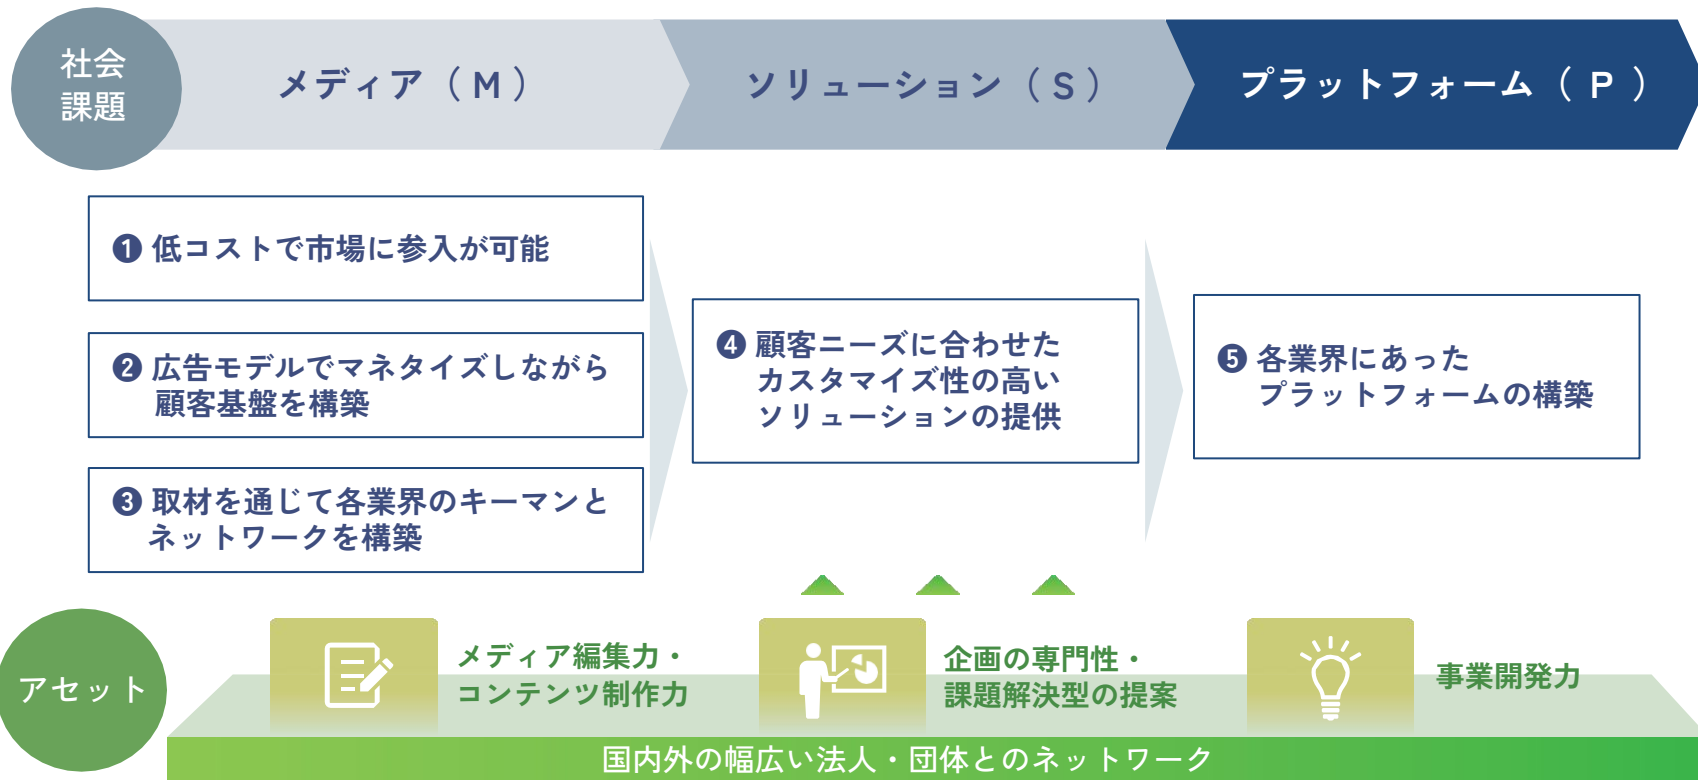 社会
課題
メディア（M）
ソリューション（S）
プラットフォーム（P）
❶ 低コストで市場に参入が可能
❷ 広告モデルでマネタイズしながら
顧客基盤を構築
❸ 取材を通じて各業界のキーマンと
ネットワークを構築
❹ 顧客ニーズに合わせた
カスタマイズ性の高い
ソリューションの提供
❺ 各業界にあった
プラットフォームの構築
アセット
メディア編集力・
コンテンツ制作力
企画の専門性・
課題解決型の提案
事業開発力
国内外の幅広い法人・団体とのネットワーク